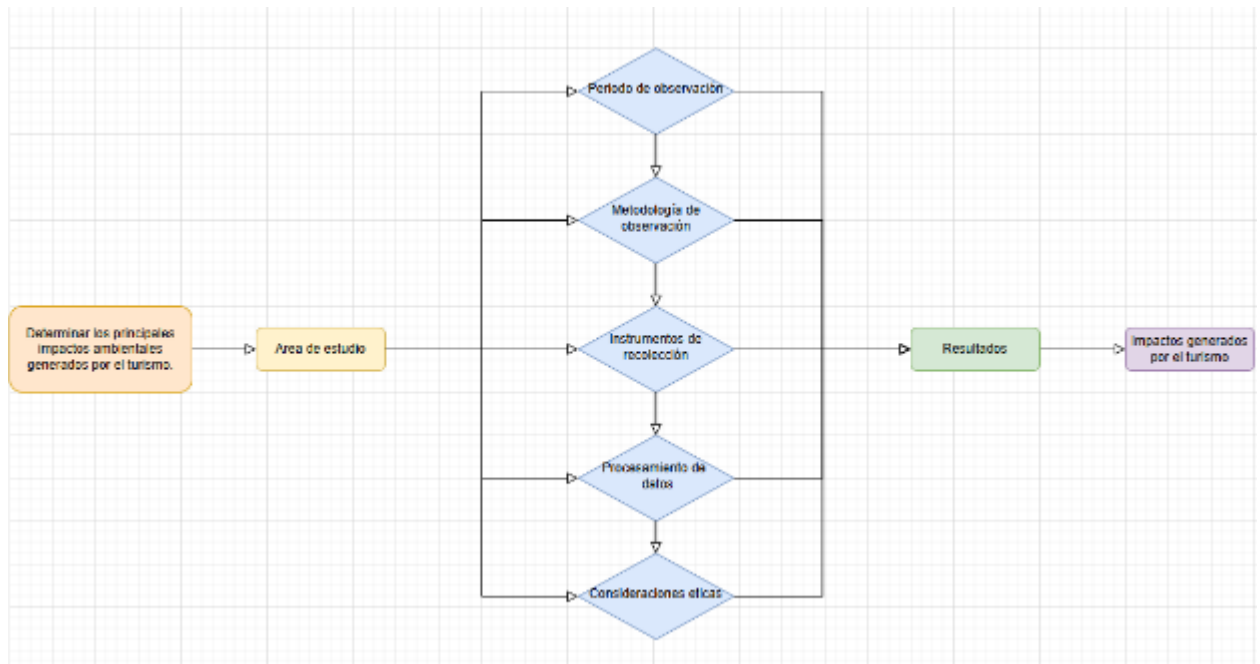 Periodo de observación
Metodología de
observación
Determinar los principales
impactos ambientales
generados por el turismo.
Area de estudio
Instrumentos de
recolección
Resultados
Impactos generados
por el turismo
Procesamiento de
datos
Consideraciones eticas